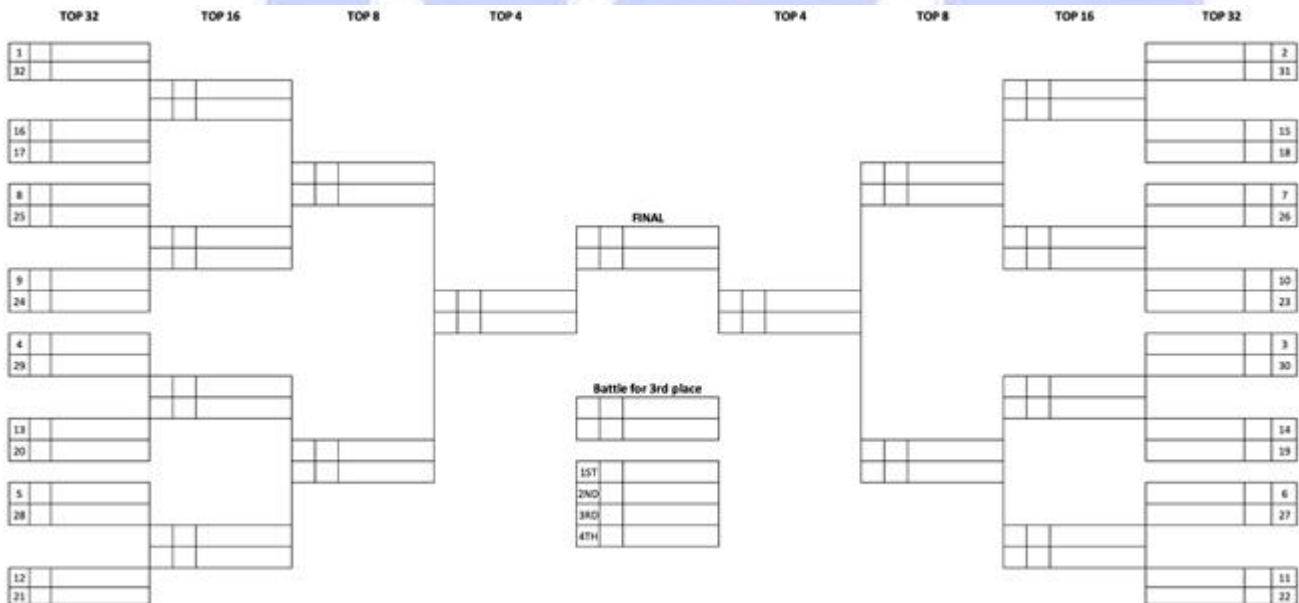 TOP 32 TOP 16 TOP 8 TOP 4 TOP 4 TOP 8 TOP 16 TOP 32
1 2
32 31
16 15
17 18
8 7
25 26
FINAL
9 10
24 23
4 3
29 30
Battle for 3rd place
13 14
20 19
1ST
5 6
2ND
28 27
3RD
4TH
12 11
21 22